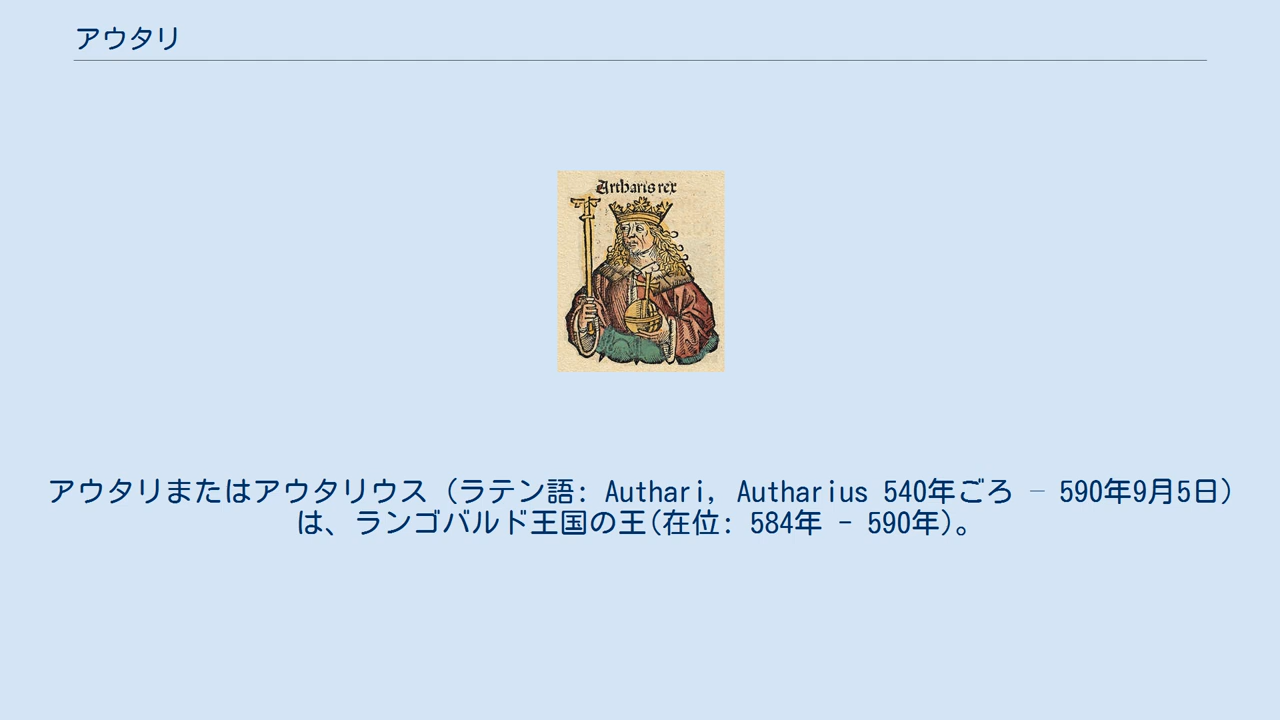 アウタリ
Artharis rex
アウタリまたはアウタリウス (ラテン語: Authari, Autharius 540年ごろ – 590年9月5日)
は、ランゴバルド王国の王(在位: 584年 - 590年)。